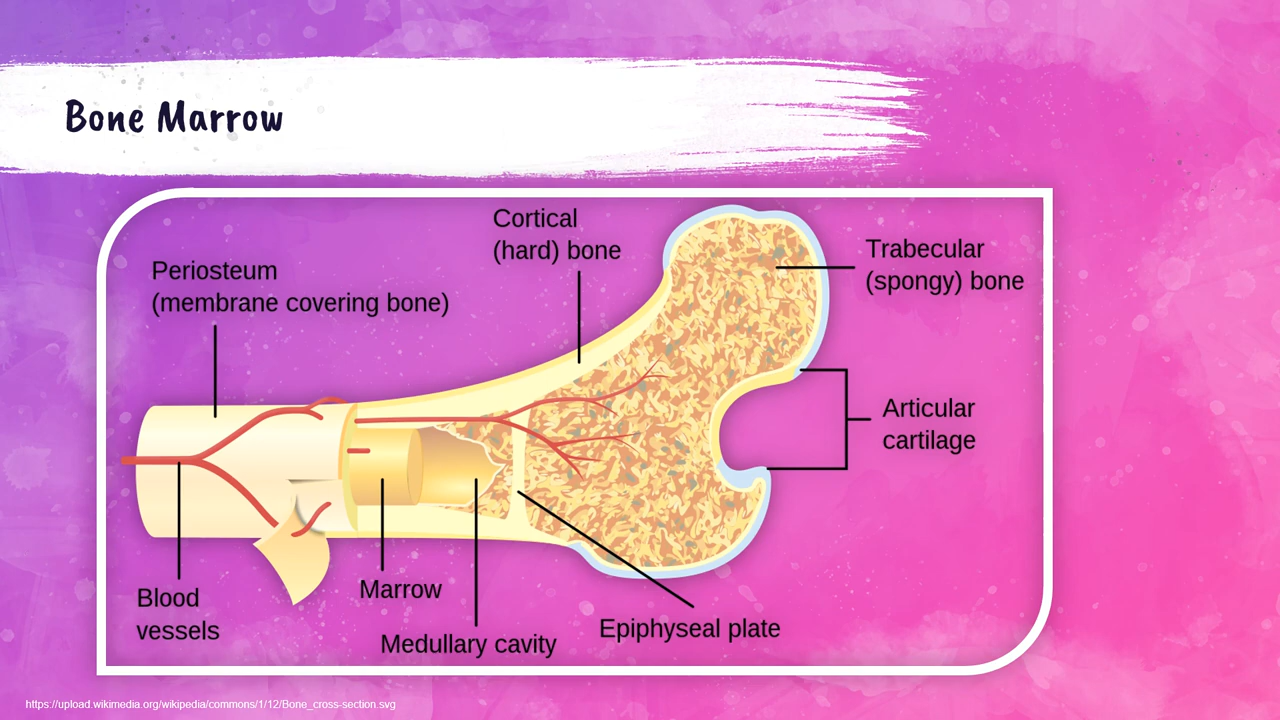 Bone Marrow
Cortical
(hard) bone
Trabecular
(spongy) bone
Periosteum
(membrane covering bone)
Articular
cartilage
Blood
vessels
Marrow
Medullary cavity
Epiphyseal plate
https://upload.wikimedia.org/wikipedia/commons/1/12/Bone_cross-section.svg